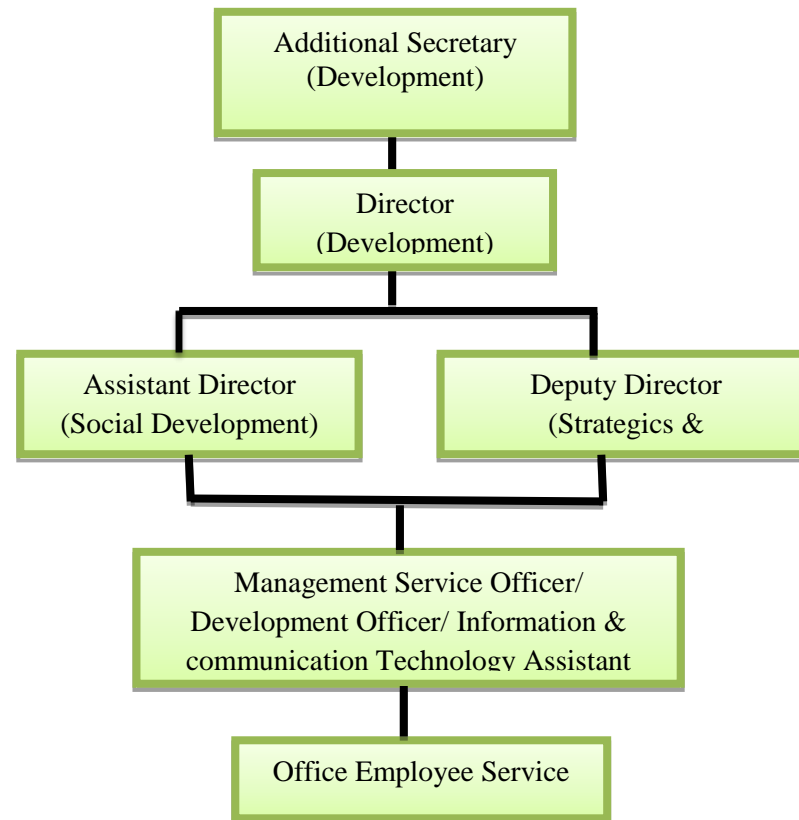 Additional Secretary
(Development)
Director
(Development)
Assistant Director
(Social Development)
Deputy Director
(Strategics &
Management Service Officer/
Development Officer/ Information &
communication Technology Assistant
Office Employee Service